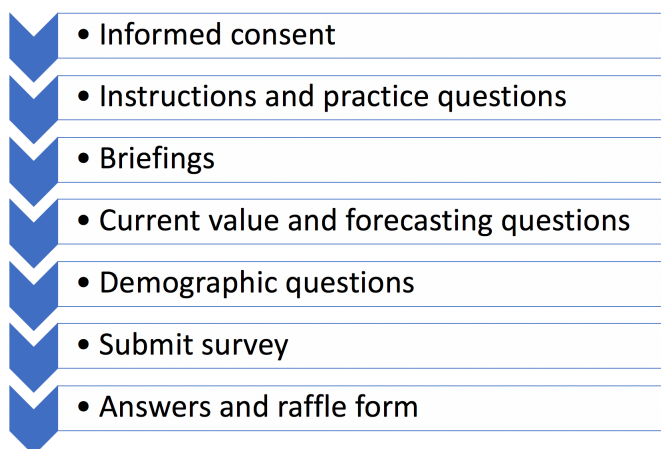 • Informed consent
• Instructions and practice questions
• Briefings
• Current value and forecasting questions
• Demographic questions
• Submit survey
• Answers and raffle form